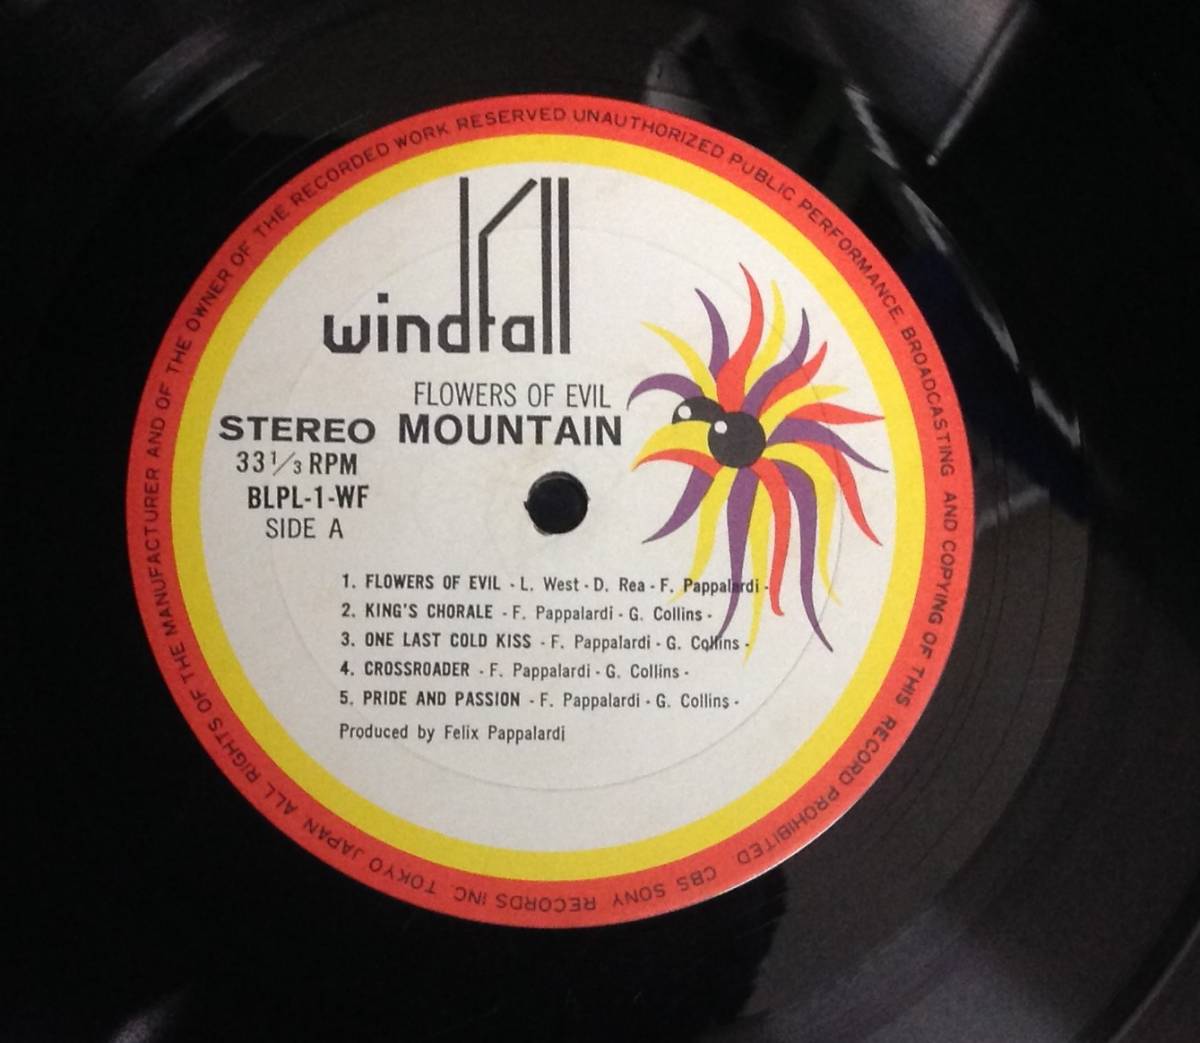 windfall
FLOWERS OF EVIL
STEREO MOUNTAIN
33 1/3 RPM
BLPL-1-WF
SIDE A
1. FLOWERS OF EVIL - L. West - D. Rea - F. Pappalardi -
2. KING'S CHORALE - F. Pappalardi - G. Collins -
3. ONE LAST COLD KISS - F. Pappalardi - G. Collins -
4. CROSSROADER - F. Pappalardi - G. Collins -
5. PRIDE AND PASSION - F. Pappalardi - G. Collins -
Produced by Felix Pappalardi
ALL RIGHTS OF THE MANUFACTURER AND OF THE OWNER OF THE RECORDED WORK RESERVED UNAUTHORIZED PUBLIC PERFORMANCE BROADCASTING AND COPYING OF THIS RECORD PROHIBITED CBS SONY RECORDS INC. TOKYO JAPAN